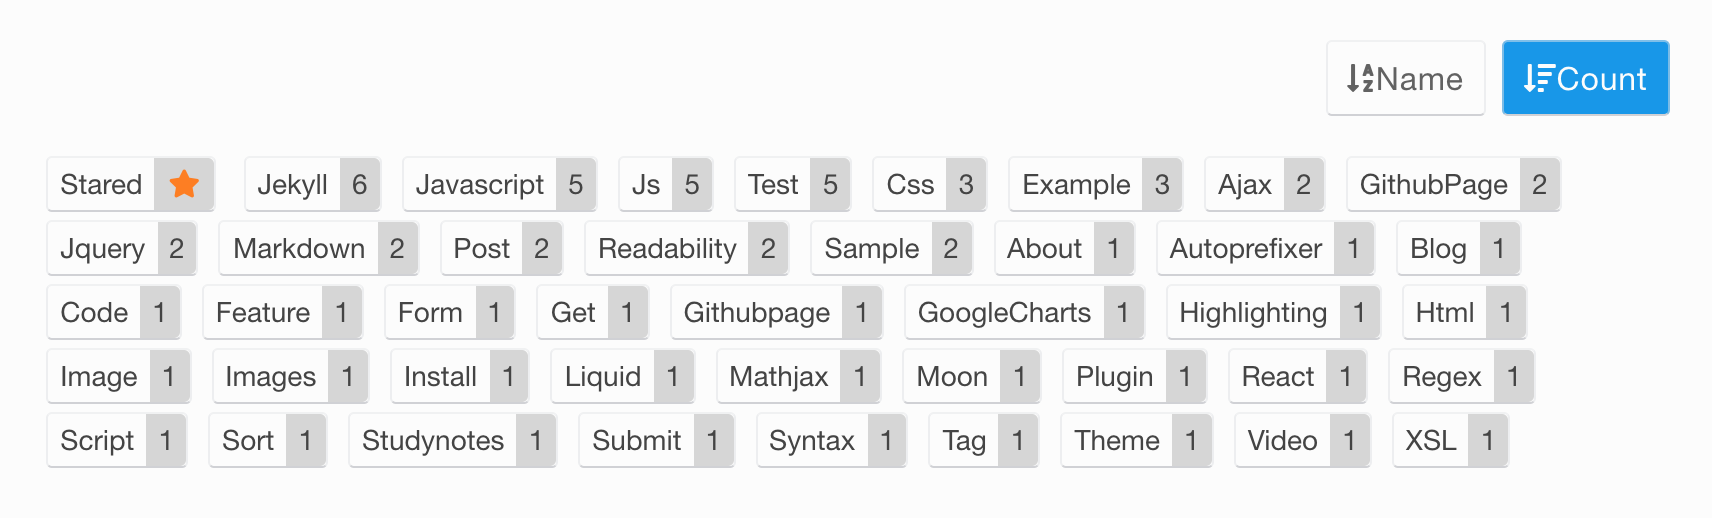 Name Count
Stared Jekyll 6 Javascript 5 Js 5 Test 5 Css 3 Example 3 Ajax 2 GithubPage 2
Jquery 2 Markdown 2 Post 2 Readability 2 Sample 2 About 1 Autoprefixer 1 Blog 1
Code 1 Feature 1 Form 1 Get 1 Githubpage 1 GoogleCharts 1 Highlighting 1 Html 1
Image 1 Images 1 Install 1 Liquid 1 Mathjax 1 Moon 1 Plugin 1 React 1 Regex 1
Script 1 Sort 1 Studynotes 1 Submit 1 Syntax 1 Tag 1 Theme 1 Video 1 XSL 1